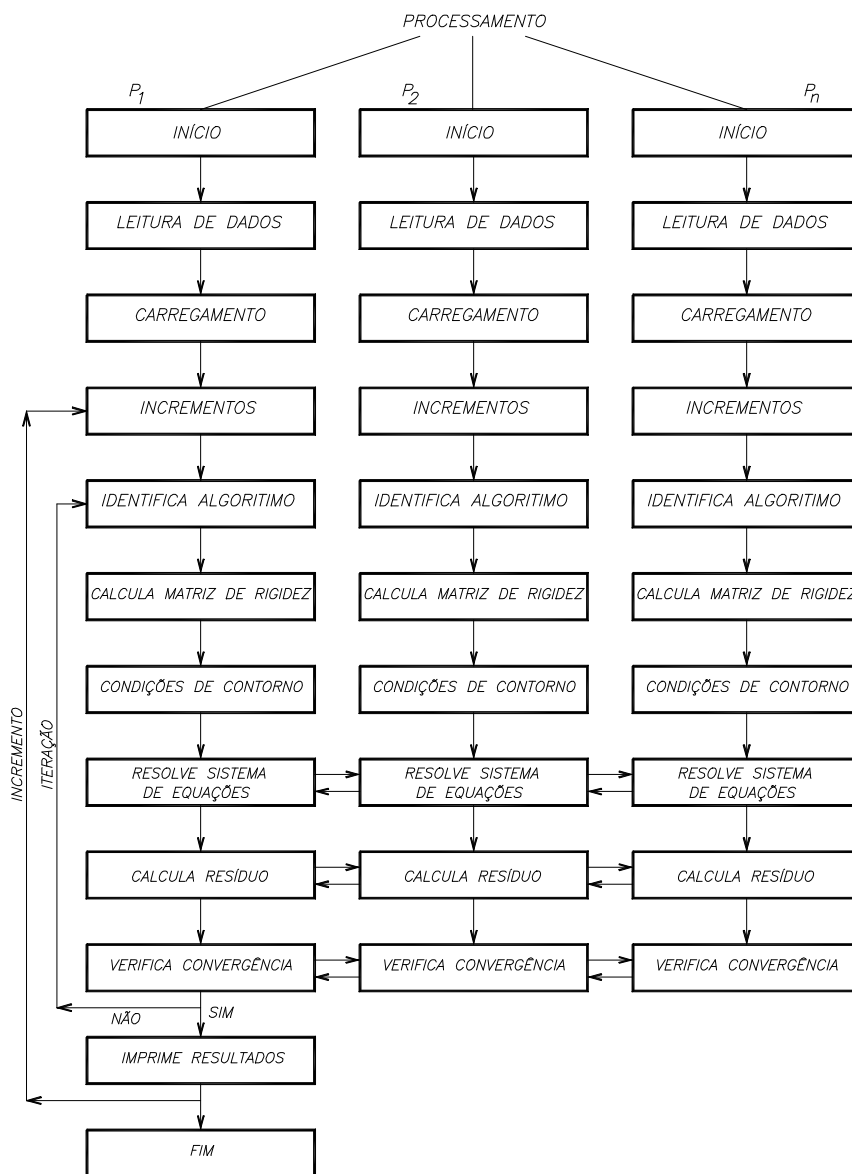 PROCESSAMENTO
P1 P2 Pn
INÍCIO INÍCIO INÍCIO
LEITURA DE DADOS LEITURA DE DADOS LEITURA DE DADOS
CARREGAMENTO CARREGAMENTO CARREGAMENTO
INCREMENTOS INCREMENTOS INCREMENTOS
IDENTIFICA ALGORITIMO IDENTIFICA ALGORITIMO IDENTIFICA ALGORITIMO
CALCULA MATRIZ DE RIGIDEZ CALCULA MATRIZ DE RIGIDEZ CALCULA MATRIZ DE RIGIDEZ
CONDIÇÕES DE CONTORNO CONDIÇÕES DE CONTORNO CONDIÇÕES DE CONTORNO
INCREMENTO
ITERAÇÃO
RESOLVE SISTEMA RESOLVE SISTEMA RESOLVE SISTEMA
DE EQUAÇÕES DE EQUAÇÕES DE EQUAÇÕES
CALCULA RESÍDUO CALCULA RESÍDUO CALCULA RESÍDUO
VERIFICA CONVERGÊNCIA VERIFICA CONVERGÊNCIA VERIFICA CONVERGÊNCIA
NÃO SIM
IMPRIME RESULTADOS
FIM